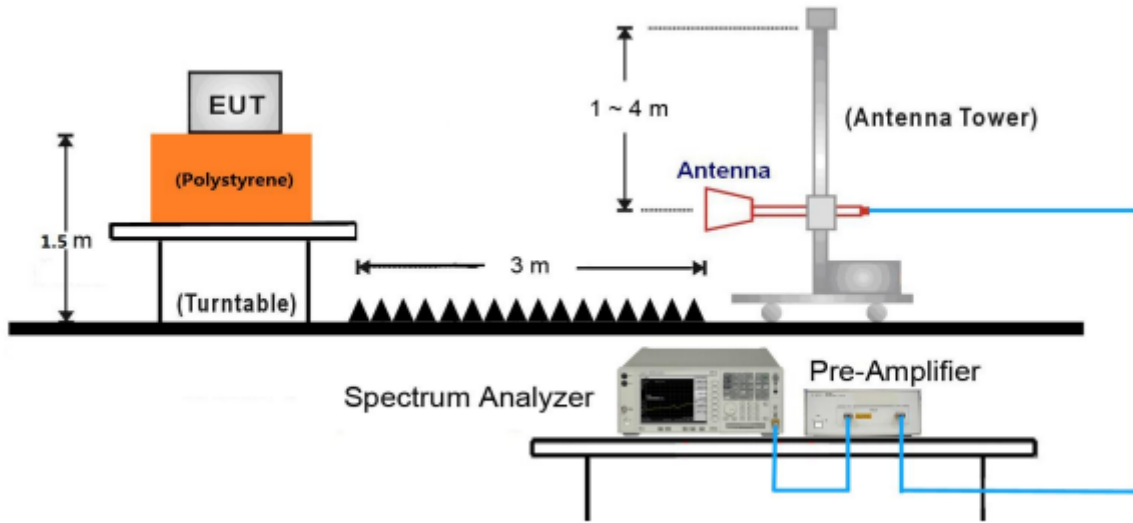 EUT
(Polystyrene)
1.5 m
(Turntable)
3 m
1 ~ 4 m
Antenna
(Antenna Tower)
Spectrum Analyzer
Pre-Amplifier